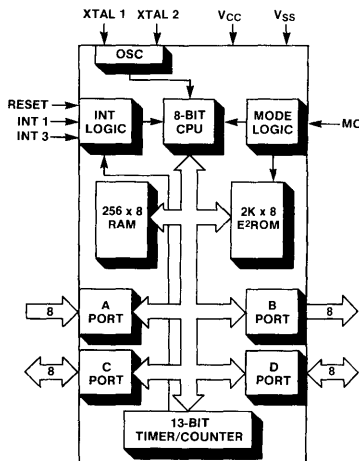 XTAL 1 XTAL 2 VCC VSS
OSC
RESET
INT 1
INT 3
INT
LOGIC
8-BIT
CPU
MODE
LOGIC
MC
256 x 8
RAM
2K x 8
E²ROM
8
A
PORT
B
PORT
8
8
C
PORT
D
PORT
8
13-BIT
TIMER/COUNTER